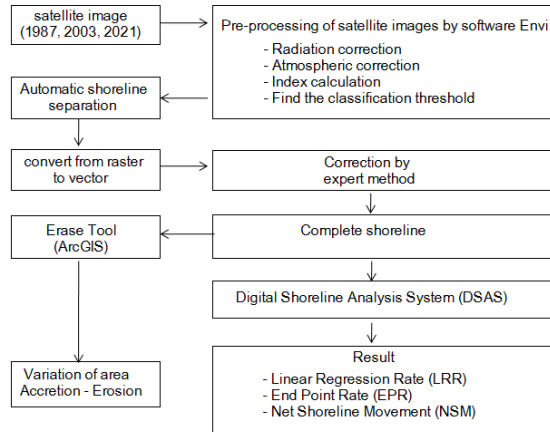 satellite image
(1987, 2003, 2021)
Pre-processing of satellite images by software Envi
- Radiation correction
- Atmospheric correction
- Index calculation
- Find the classification threshold
Automatic shoreline
separation
convert from raster
to vector
Correction by
expert method
Erase Tool
(ArcGIS)
Complete shoreline
Digital Shoreline Analysis System (DSAS)
Variation of area
Accretion - Erosion
Result
- Linear Regression Rate (LRR)
- End Point Rate (EPR)
- Net Shoreline Movement (NSM)